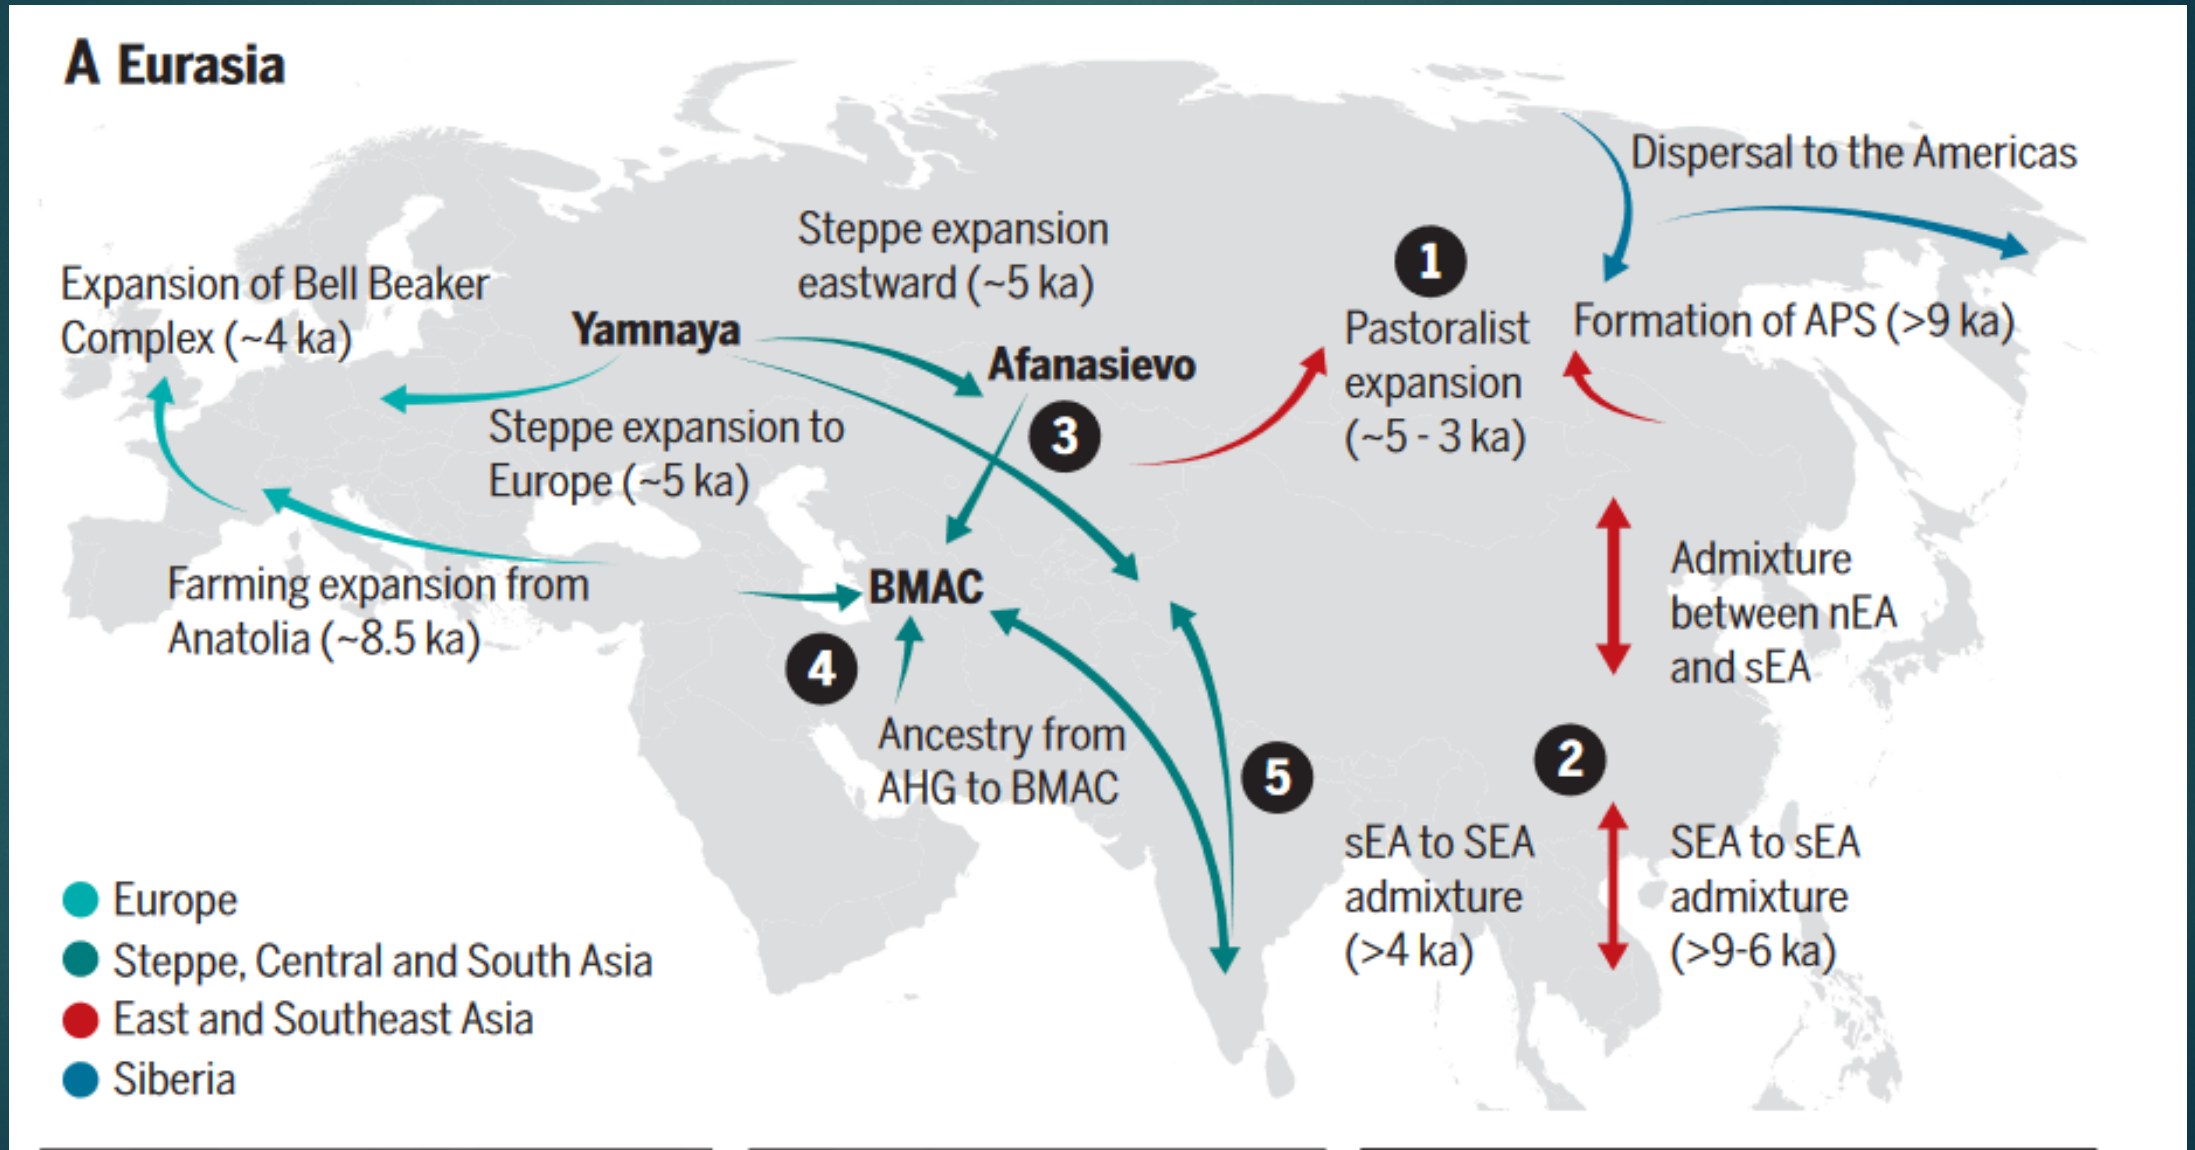 A Eurasia
Dispersal to the Americas
Steppe expansion
eastward (~5 ka)
1
Expansion of Bell Beaker
Complex (~4 ka)
Yamnaya
Afanasievo
Pastoralist
expansion
(~5 - 3 ka)
Formation of APS (>9 ka)
Steppe expansion to
Europe (~5 ka)
3
Farming expansion from
Anatolia (~8.5 ka)
BMAC
Admixture
between nEA
and sEA
4
Ancestry from
AHG to BMAC
5
2
sEA to SEA
admixture
(>4 ka)
SEA to sEA
admixture
(>9-6 ka)
Europe
Steppe, Central and South Asia
East and Southeast Asia
Siberia